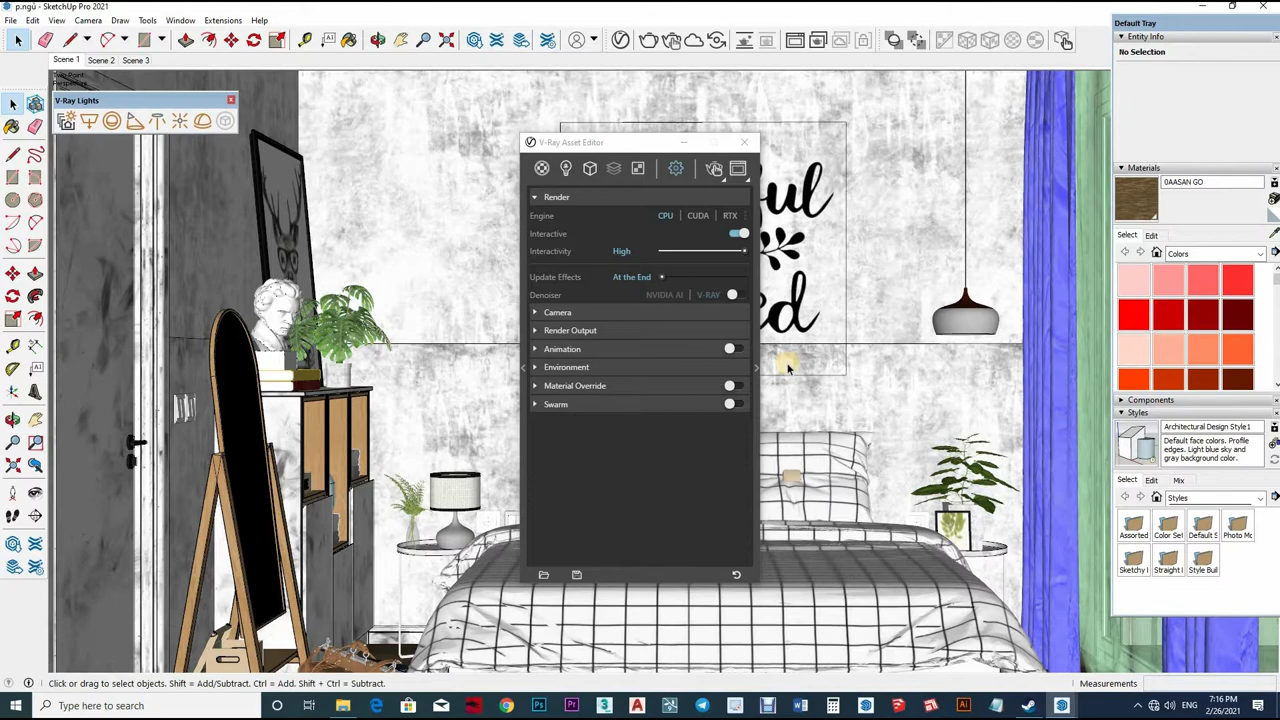 p.ngủ - SketchUp Pro 2021
File Edit View Camera Draw Tools Window Extensions Help
Scene 1 Scene 2 Scene 3
Two Point
Perspective
V-Ray Lights
V-Ray Asset Editor
Render
Engine CPU CUDA RTX
Interactive
Interactivity High
Update Effects At the End
Denoiser NVIDIA AI V-RAY
Camera
Render Output
Animation
Environment
Material Override
Swarm
Default Tray
Entity Info
No Selection
Materials
0AASAN GO
Select Edit
Colors
Components
Styles
Architectural Design Style1
Default face colors. Profile
edges. Light blue sky and
gray background color.
Select Edit Mix
Styles
Assorted Color Set Default S Photo Mo
Sketchy I Straight I Style Buil
Click or drag to select objects. Shift = Add/Subtract. Ctrl = Add. Shift + Ctrl = Subtract.
Measurements
Type here to search
7:16 PM
2/26/2021